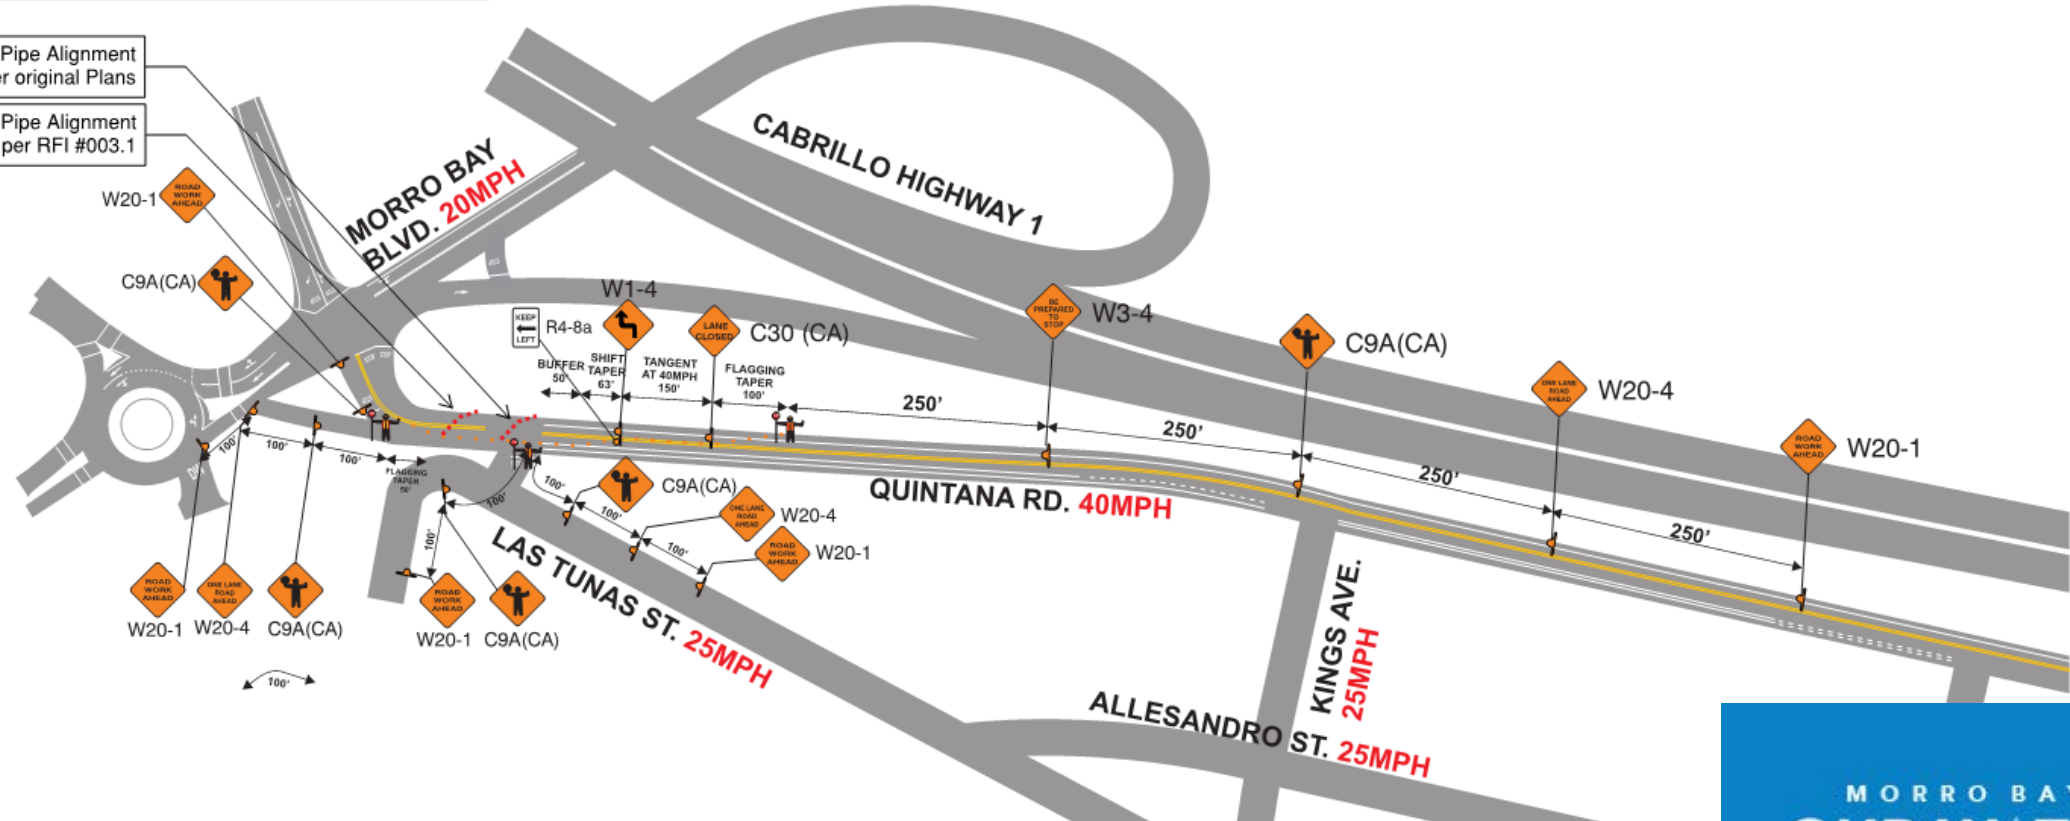 Pipe Alignment
er original Plans
Pipe Alignment
per RFI #003.1
W20-1
ROAD
WORK
AHEAD
C9A(CA)
MORRO BAY
BLVD. 20MPH
CABRILLO HIGHWAY 1
KEEP
LEFT
R4-8a
W1-4
LANE
CLOSED
C30 (CA)
BE
PREPARED
TO
STOP
W3-4
C9A(CA)
ONE LANE
ROAD
AHEAD
W20-4
ROAD
WORK
AHEAD
W20-1
BUFFER
50'
SHIFT
TAPER
63'
TANGENT
AT 40MPH
150'
FLAGGING
TAPER
100'
250'
250'
250'
250'
STOP
STOP
100'
100'
100'
FLAGGING
TAPER
50'
100'
100'
100'
100'
100'
C9A(CA)
ONE LANE
ROAD
AHEAD
W20-4
ROAD
WORK
AHEAD
W20-1
QUINTANA RD. 40MPH
LAS TUNAS ST. 25MPH
ROAD
WORK
AHEAD
W20-1
ONE LANE
ROAD
AHEAD
W20-4
C9A(CA)
ROAD
WORK
AHEAD
W20-1
C9A(CA)
100'
KINGS AVE.
25MPH
ALLESANDRO ST. 25MPH
MORRO BAY